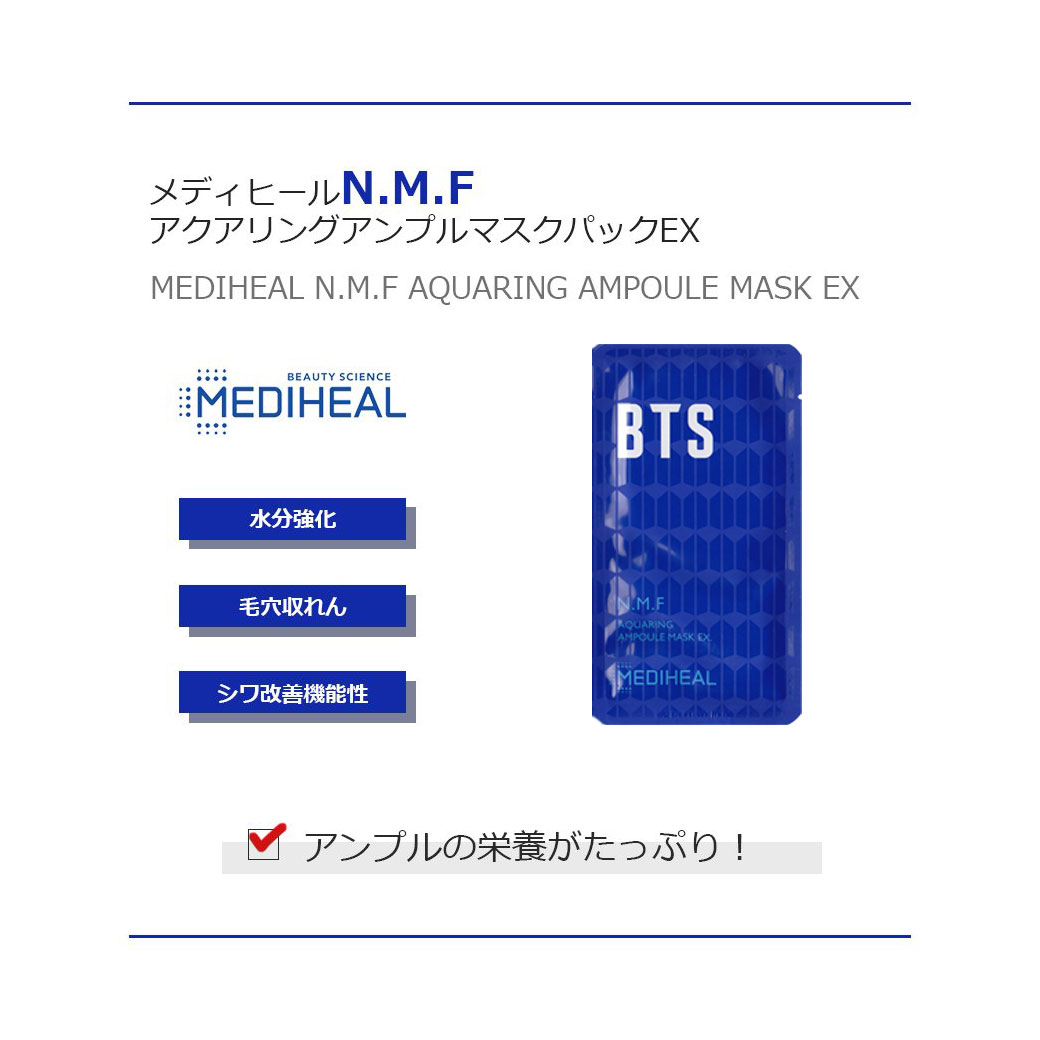 メディヒールN.M.F
アクアリングアンプルマスクパックEX
MEDIHEAL N.M.F AQUARING AMPOULE MASK EX
BEAUTY SCIENCE
MEDIHEAL
水分強化
毛穴収れん
シワ改善機能性
BTS
N.M.F
AQUARING
AMPOULE MASK EX.
MEDIHEAL
アンプルの栄養がたっぷり！